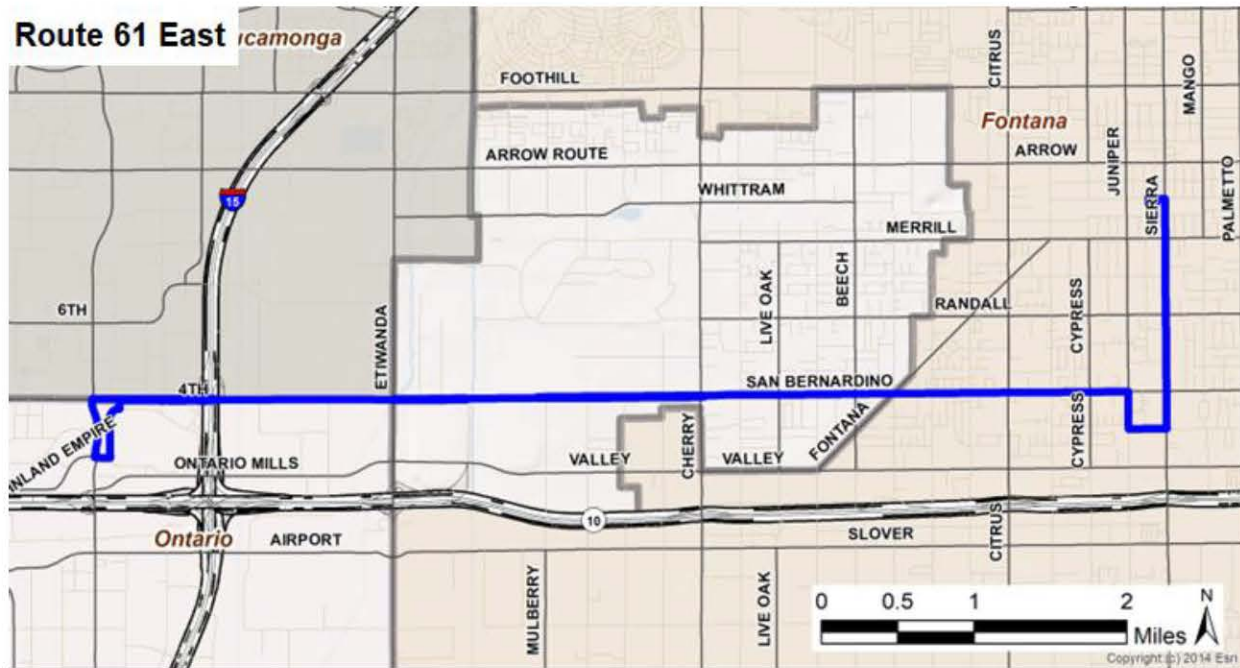 Route 61 East
ucamonga
FOOTHILL
CITRUS
MANGO
Fontana
ARROW ROUTE
ARROW
JUNIPER
WHITTRAM
SIERRA
PALMETTO
15
MERRILL
6TH
ETIWANDA
LIVE OAK
BEECH
RANDALL
CYPRESS
4TH
SAN BERNARDINO
INLAND EMPIRE
ONTARIO MILLS
VALLEY
CHERRY
VALLEY
FONTANA
CYPRESS
10
Ontario
AIRPORT
SLOVER
CITRUS
MULBERRY
LIVE OAK
0 0.5 1 2
Miles
N
Copyright (c) 2014 Esri